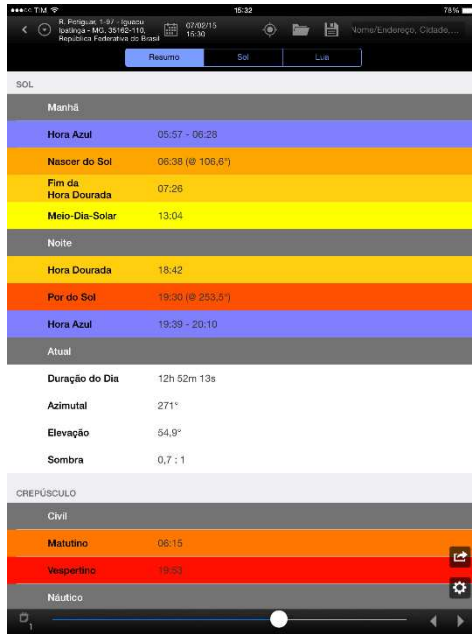 TIM 15:32 78%
R. Potiguar, 1-97 - Iguacu
Ipatinga - MG, 35162-110,
República Federativa do Brasil
07/02/15
15:30
Nome/Endereço, Cidade,...
Resumo Sol Lua
SOL
Manhã
Hora Azul 05:57 - 06:28
Nascer do Sol 06:38 (@ 106,6°)
Fim da
Hora Dourada 07:26
Meio-Dia-Solar 13:04
Noite
Hora Dourada 18:42
Por do Sol 19:30 (@ 253,5°)
Hora Azul 19:39 - 20:10
Atual
Duração do Dia 12h 52m 13s
Azimutal 271°
Elevação 54,9°
Sombra 0,7 : 1
CREPÚSCULO
Civil
Matutino 06:15
Vespertino 19:53
Náutico
1